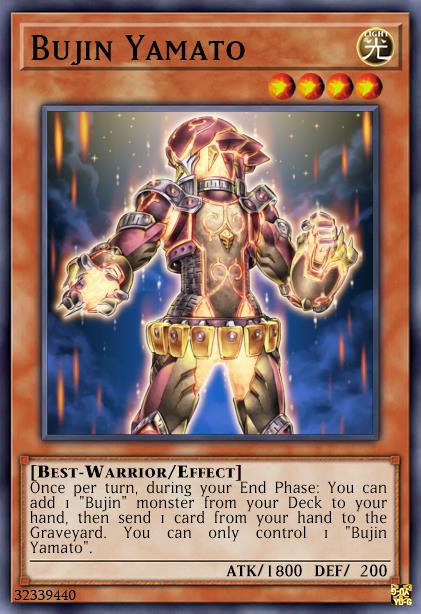 Bujin Yamato
LIGHT
光
[Best-Warrior/Effect]
Once per turn, during your End Phase: You can
add 1 "Bujin" monster from your Deck to your
hand, then send 1 card from your hand to the
Graveyard. You can only control 1 "Bujin
Yamato".
ATK/1800 DEF/ 200
32339440